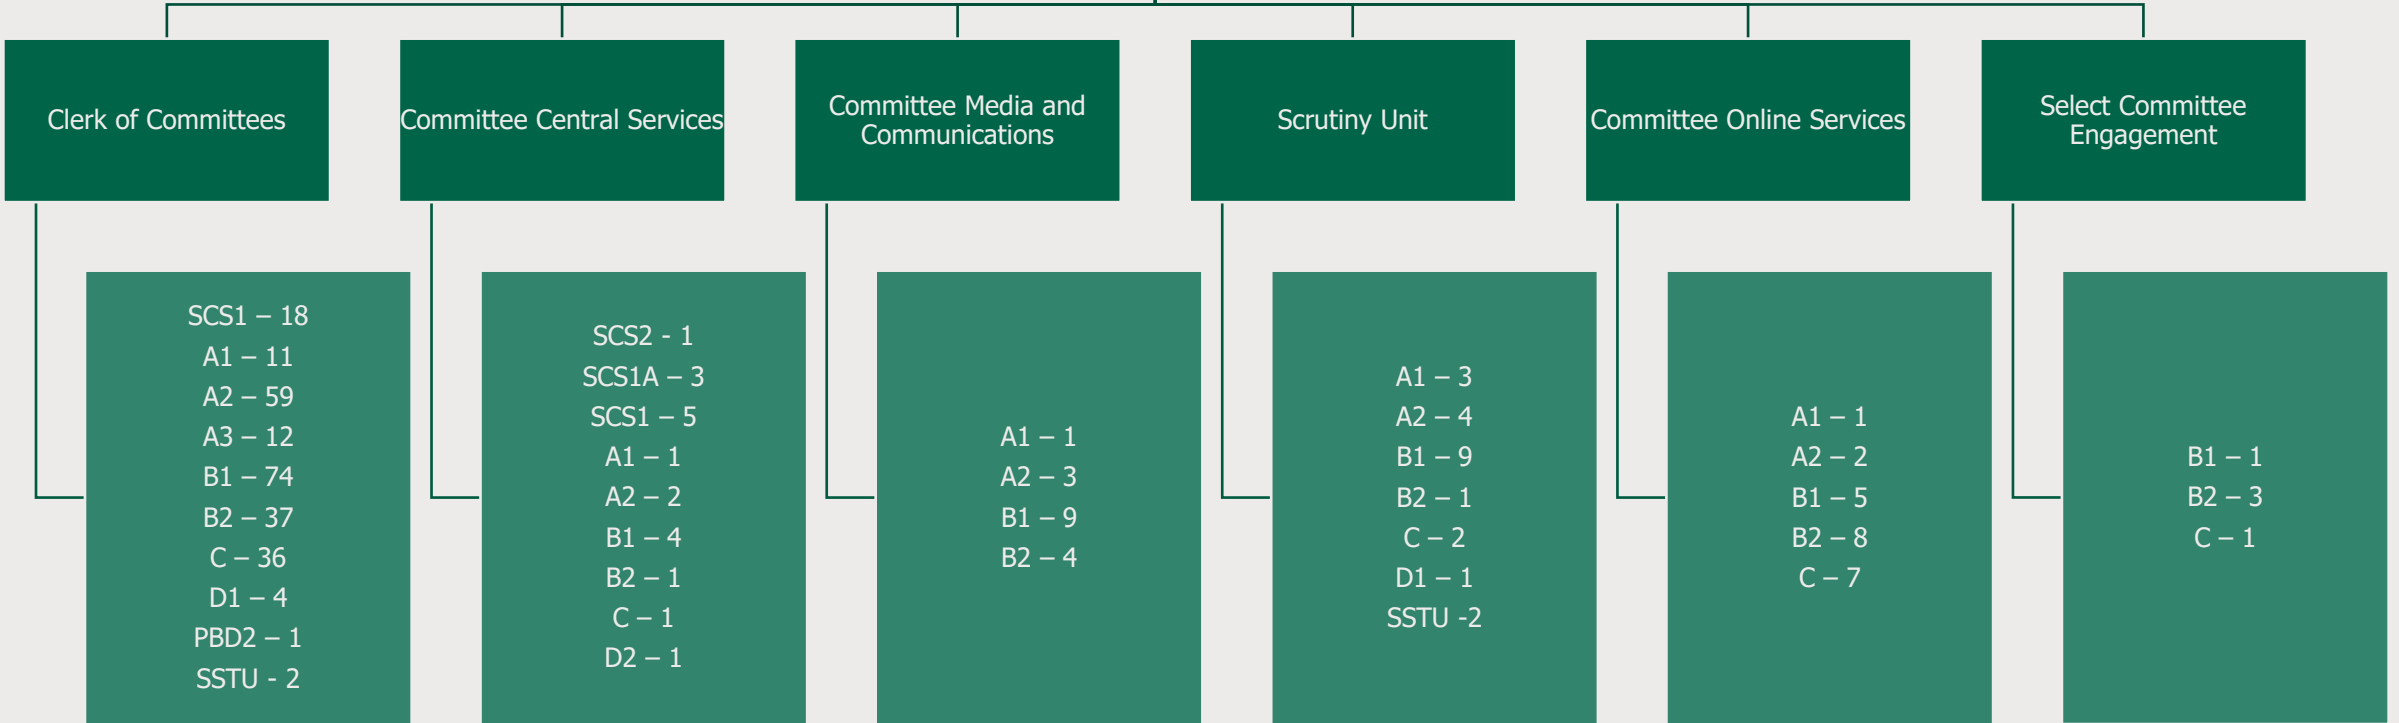 Clerk of Committees
Committee Central Services
Committee Media and
Communications
Scrutiny Unit
Committee Online Services
Select Committee
Engagement
SCS1 – 18
A1 – 11
A2 – 59
A3 – 12
B1 – 74
B2 – 37
C – 36
D1 – 4
PBD2 – 1
SSTU - 2
SCS2 - 1
SCS1A – 3
SCS1 – 5
A1 – 1
A2 – 2
B1 – 4
B2 – 1
C – 1
D2 – 1
A1 – 1
A2 – 3
B1 – 9
B2 – 4
A1 – 3
A2 – 4
B1 – 9
B2 – 1
C – 2
D1 – 1
SSTU -2
A1 – 1
A2 – 2
B1 – 5
B2 – 8
C – 7
B1 – 1
B2 – 3
C – 1